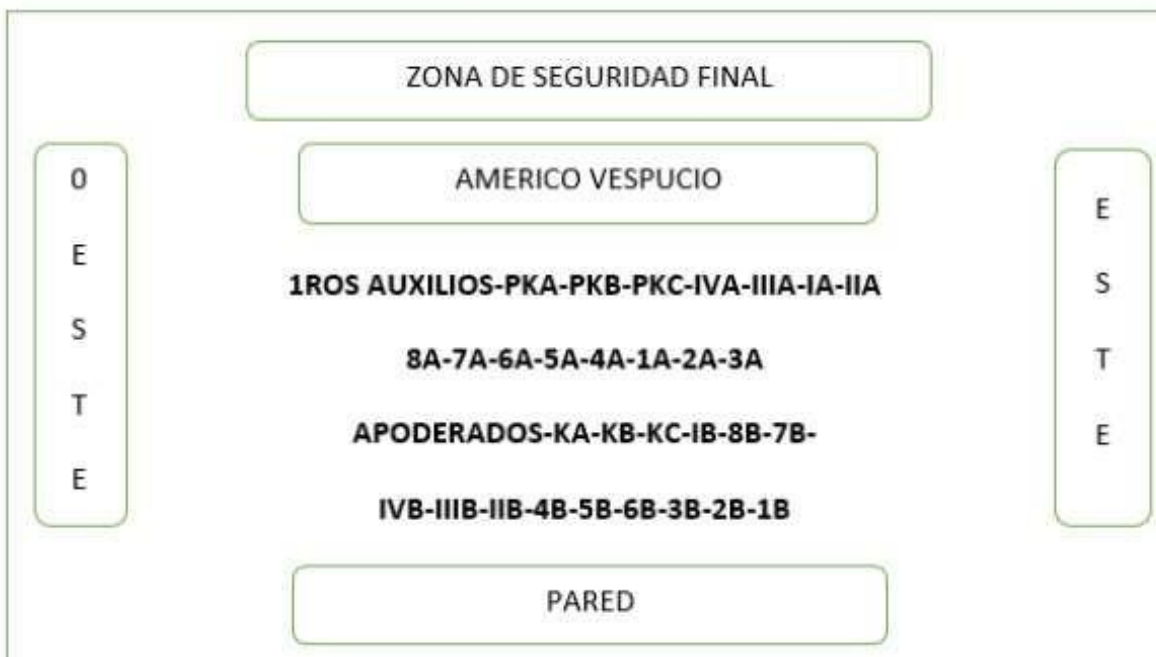 ZONA DE SEGURIDAD FINAL
AMERICO VESPUCIO
0
E
S
T
E
1ROS AUXILIOS-PKA-PKB-PKC-IVA-IIIA-IA-IIA
8A-7A-6A-5A-4A-1A-2A-3A
APODERADOS-KA-KB-KC-IB-8B-7B-
IVB-IIIB-IIB-4B-5B-6B-3B-2B-1B
E
S
T
E
PARED